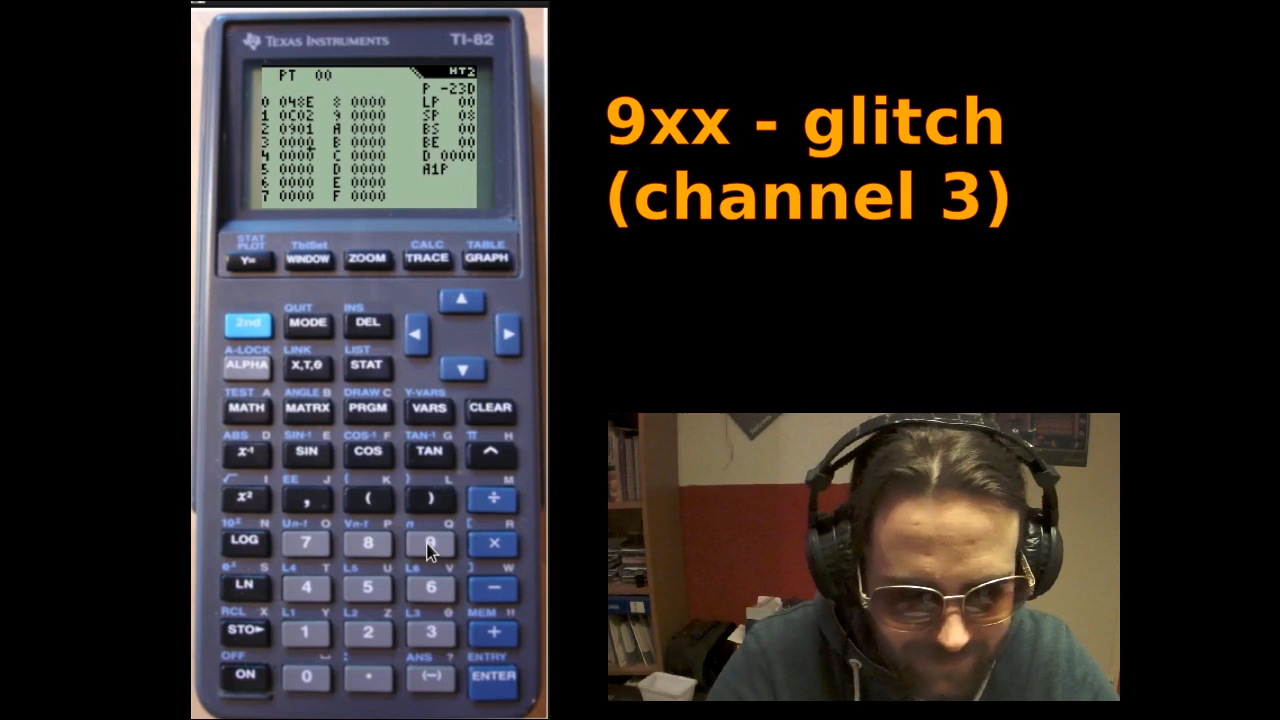 TEXAS INSTRUMENTS TI-82
PT 00 HT2
P -23D
0 048E 8 0000 LP 00
1 0C02 9 0000 SP 08
2 0901 A 0000 BS 00
3 0000 B 0000 BE 00
4 0000 C 0000 D 0000
5 0000 D 0000 A1P
6 0000 E 0000
7 0000 F 0000
9xx - glitch
(channel 3)
STAT PLOT TblSet CALC TABLE
Y= WINDOW ZOOM TRACE GRAPH
QUIT INS
2nd MODE DEL
A-LOCK LINK LIST
ALPHA X,T,θ STAT
TEST A ANGLE B DRAW C Y-VARS
MATH MATRX PRGM VARS CLEAR
ABS D SIN-1 E COS-1 F TAN-1 G π H
x-1 SIN COS TAN ^
√ I EE J { K } L M
x² , ( ) ÷
10ˣ N Un-1 O Vn-1 P n Q [ R
LOG 7 8 9 ×
eˣ S L4 T L5 U L6 V ] W
LN 4 5 6 −
RCL X L1 Y L2 Z L3 θ MEM "
STO► 1 2 3 +
OFF : ANS ? ENTRY
ON 0 . (−) ENTER